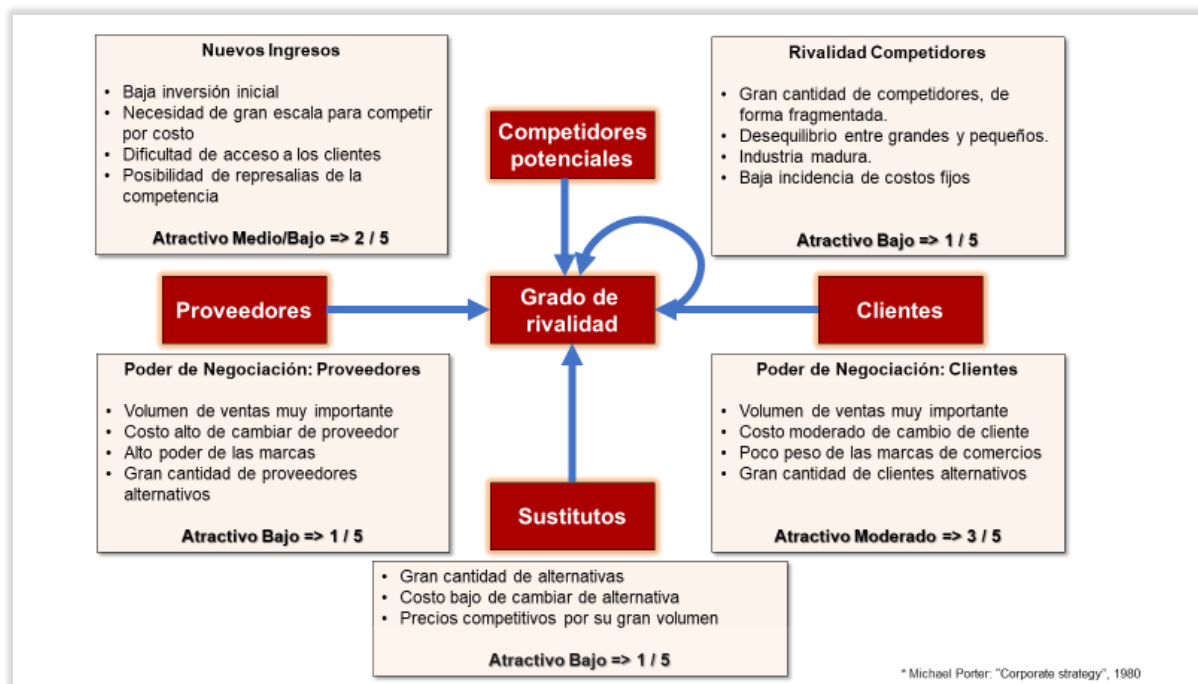 Nuevos Ingresos
• Baja inversión inicial
• Necesidad de gran escala para competir
por costo
• Dificultad de acceso a los clientes
• Posibilidad de represalias de la
competencia
Atractivo Medio/Bajo => 2 / 5
Competidores
potenciales
Rivalidad Competidores
• Gran cantidad de competidores, de
forma fragmentada.
• Desequilibrio entre grandes y pequeños.
• Industria madura.
• Baja incidencia de costos fijos
Atractivo Bajo => 1 / 5
Proveedores
Grado de
rivalidad
Clientes
Poder de Negociación: Proveedores
• Volumen de ventas muy importante
• Costo alto de cambiar de proveedor
• Alto poder de las marcas
• Gran cantidad de proveedores
alternativos
Atractivo Bajo => 1 / 5
Sustitutos
Poder de Negociación: Clientes
• Volumen de ventas muy importante
• Costo moderado de cambio de cliente
• Poco peso de las marcas de comercios
• Gran cantidad de clientes alternativos
Atractivo Moderado => 3 / 5
• Gran cantidad de alternativas
• Costo bajo de cambiar de alternativa
• Precios competitivos por su gran volumen
Atractivo Bajo => 1 / 5
* Michael Porter: "Corporate strategy", 1980